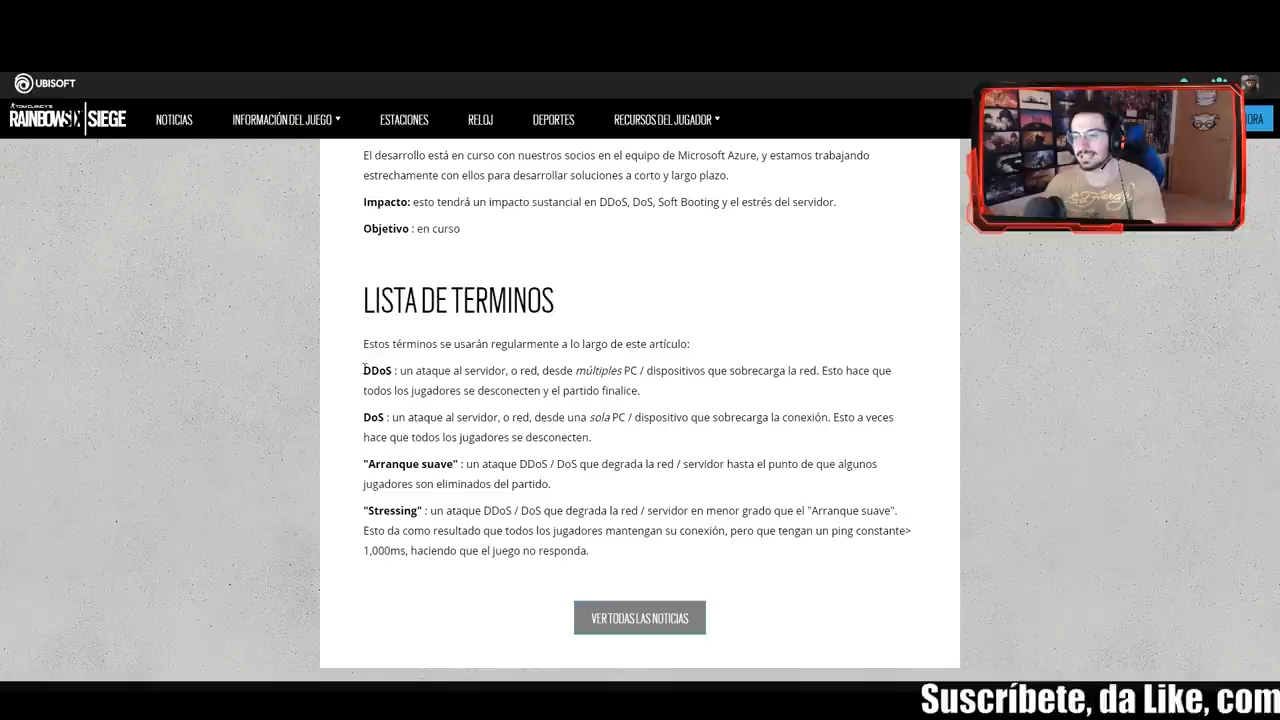 UBISOFT
TOM CLANCY'S
RAINBOWSIX | SIEGE
NOTICIAS
INFORMACIÓN DEL JUEGO
ESTACIONES
RELOJ
DEPORTES
RECURSOS DEL JUGADOR
El desarrollo está en curso con nuestros socios en el equipo de Microsoft Azure, y estamos trabajando
estrechamente con ellos para desarrollar soluciones a corto y largo plazo.
Impacto: esto tendrá un impacto sustancial en DDoS, DoS, Soft Booting y el estrés del servidor.
Objetivo : en curso
LISTA DE TERMINOS
Estos términos se usarán regularmente a lo largo de este artículo:
DDoS : un ataque al servidor, o red, desde múltiples PC / dispositivos que sobrecarga la red. Esto hace que
todos los jugadores se desconecten y el partido finalice.
DoS : un ataque al servidor, o red, desde una sola PC / dispositivo que sobrecarga la conexión. Esto a veces
hace que todos los jugadores se desconecten.
"Arranque suave" : un ataque DDoS / DoS que degrada la red / servidor hasta el punto de que algunos
jugadores son eliminados del partido.
"Stressing" : un ataque DDoS / DoS que degrada la red / servidor en menor grado que el "Arranque suave".
Esto da como resultado que todos los jugadores mantengan su conexión, pero que tengan un ping constante>
1,000ms, haciendo que el juego no responda.
VER TODAS LAS NOTICIAS
Suscríbete, da Like, com